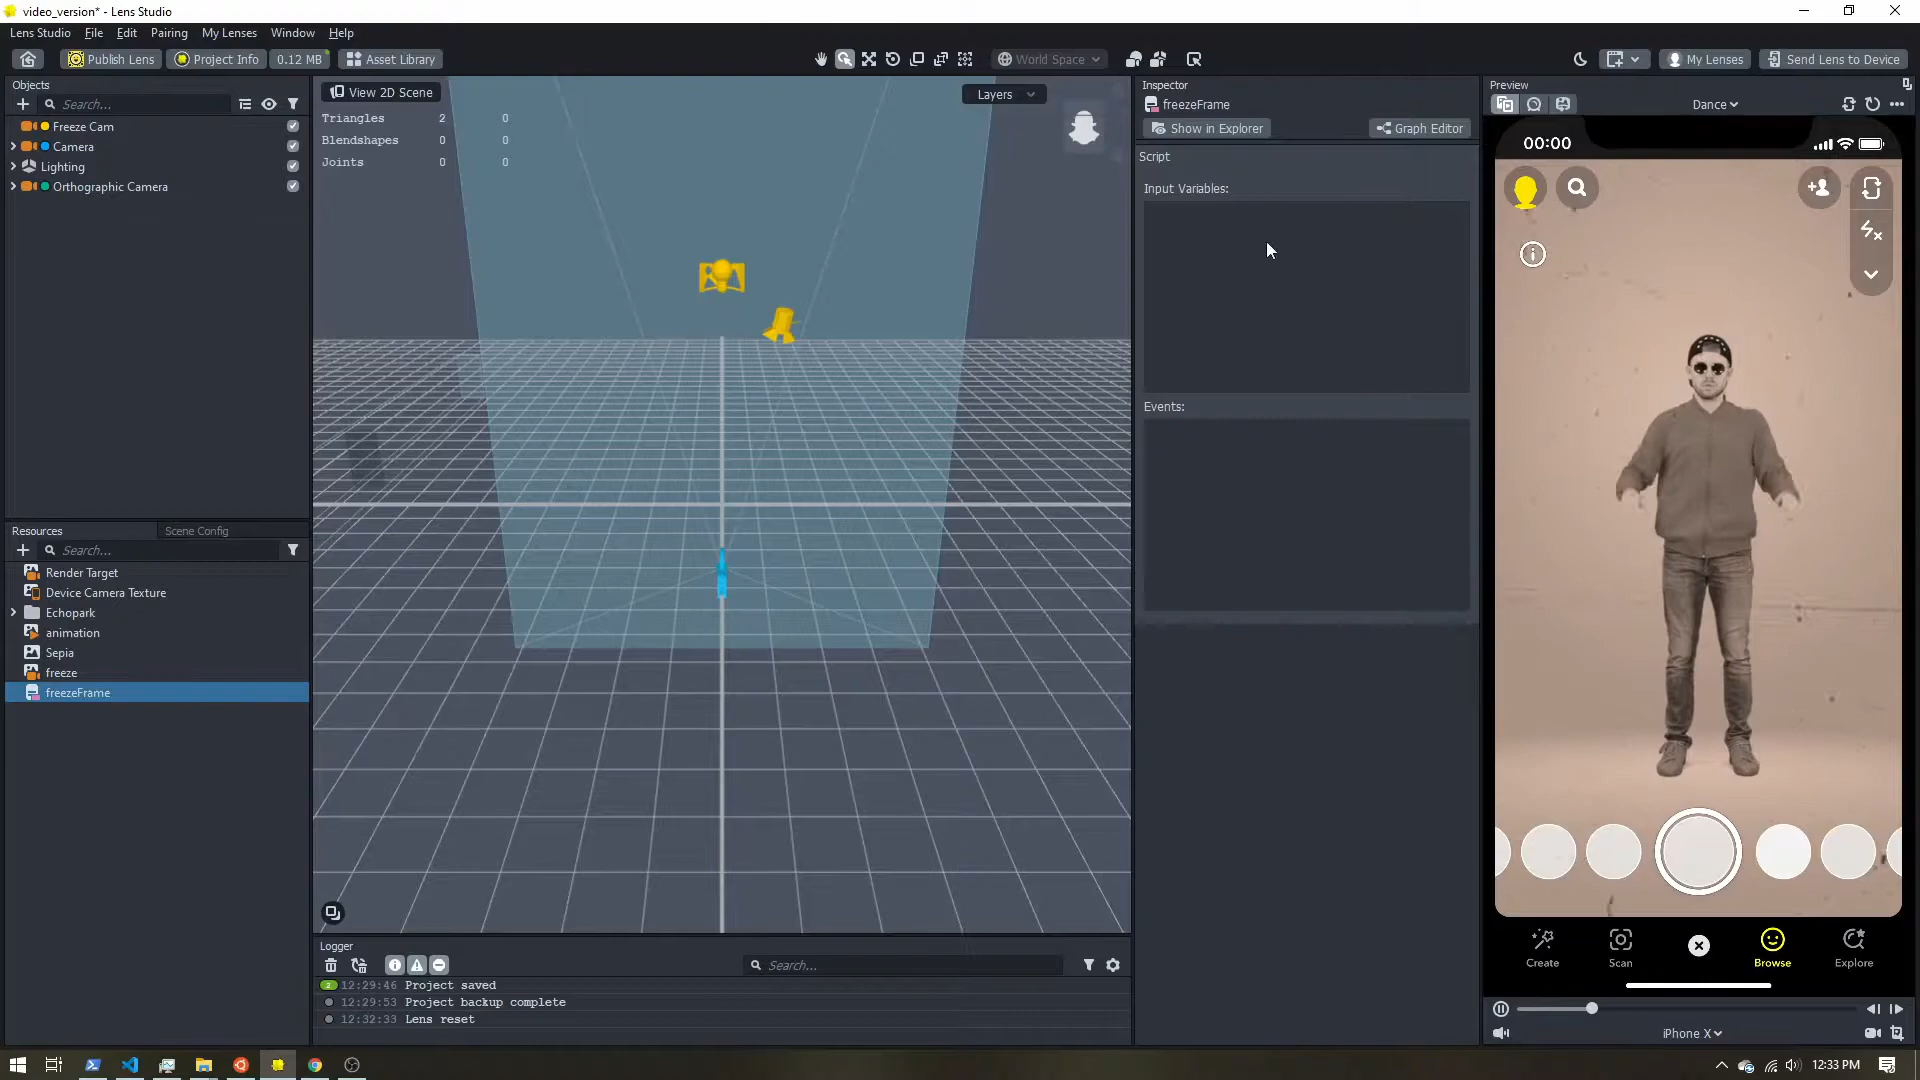 video_version* - Lens Studio
Lens Studio File Edit Pairing My Lenses Window Help
Publish Lens Project Info 0.12 MB Asset Library World Space My Lenses Send Lens to Device
Objects
Search...
Freeze Cam
Camera
Lighting
Orthographic Camera
Resources Scene Config
Search...
Render Target
Device Camera Texture
Echopark
animation
Sepia
freeze
freezeFrame
View 2D Scene
Layers
Triangles 2 0
Blendshapes 0 0
Joints 0 0
Logger
Search...
2 12:29:46 Project saved
12:29:53 Project backup complete
12:32:33 Lens reset
Inspector
freezeFrame
Show in Explorer Graph Editor
Script
Input Variables:
Events:
Preview
Dance
00:00
Create Scan Browse Explore
iPhone X
12:33 PM